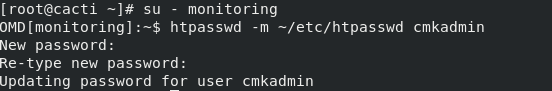 [root@cacti ~]# su - monitoring
OMD[monitoring]:~$ htpasswd -m ~/etc/htpasswd cmkadmin
New password:
Re-type new password:
Updating password for user cmkadmin